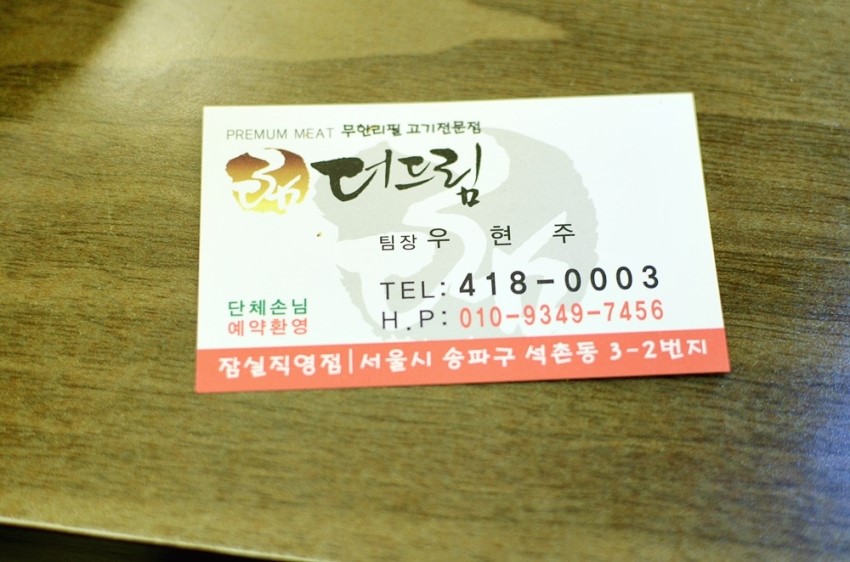 PREMUM MEAT 무한리필 고기전문점
더드림
팀장 우 현 주
TEL: 418-0003
단체손님
예약환영
H.P: 010-9349-7456
잠실직영점|서울시 송파구 석촌동 3-2번지